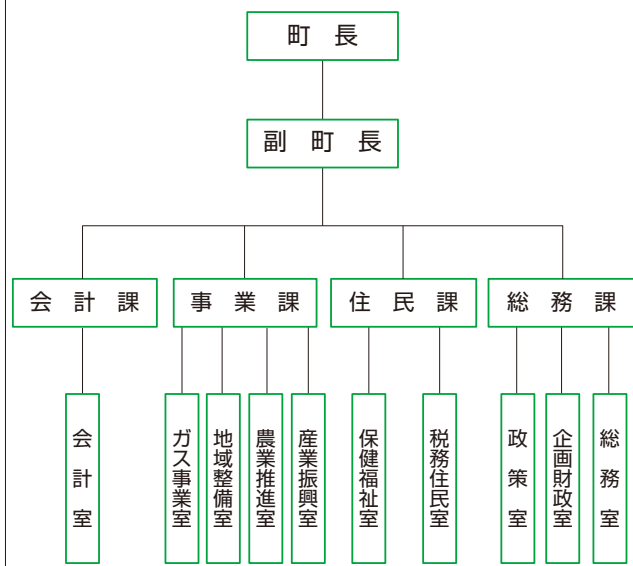 町長
副町長
会計課
事業課
住民課
総務課
会計室
ガス事業室
地域整備室
農業推進室
産業振興室
保健福祉室
税務住民室
政策室
企画財政室
総務室